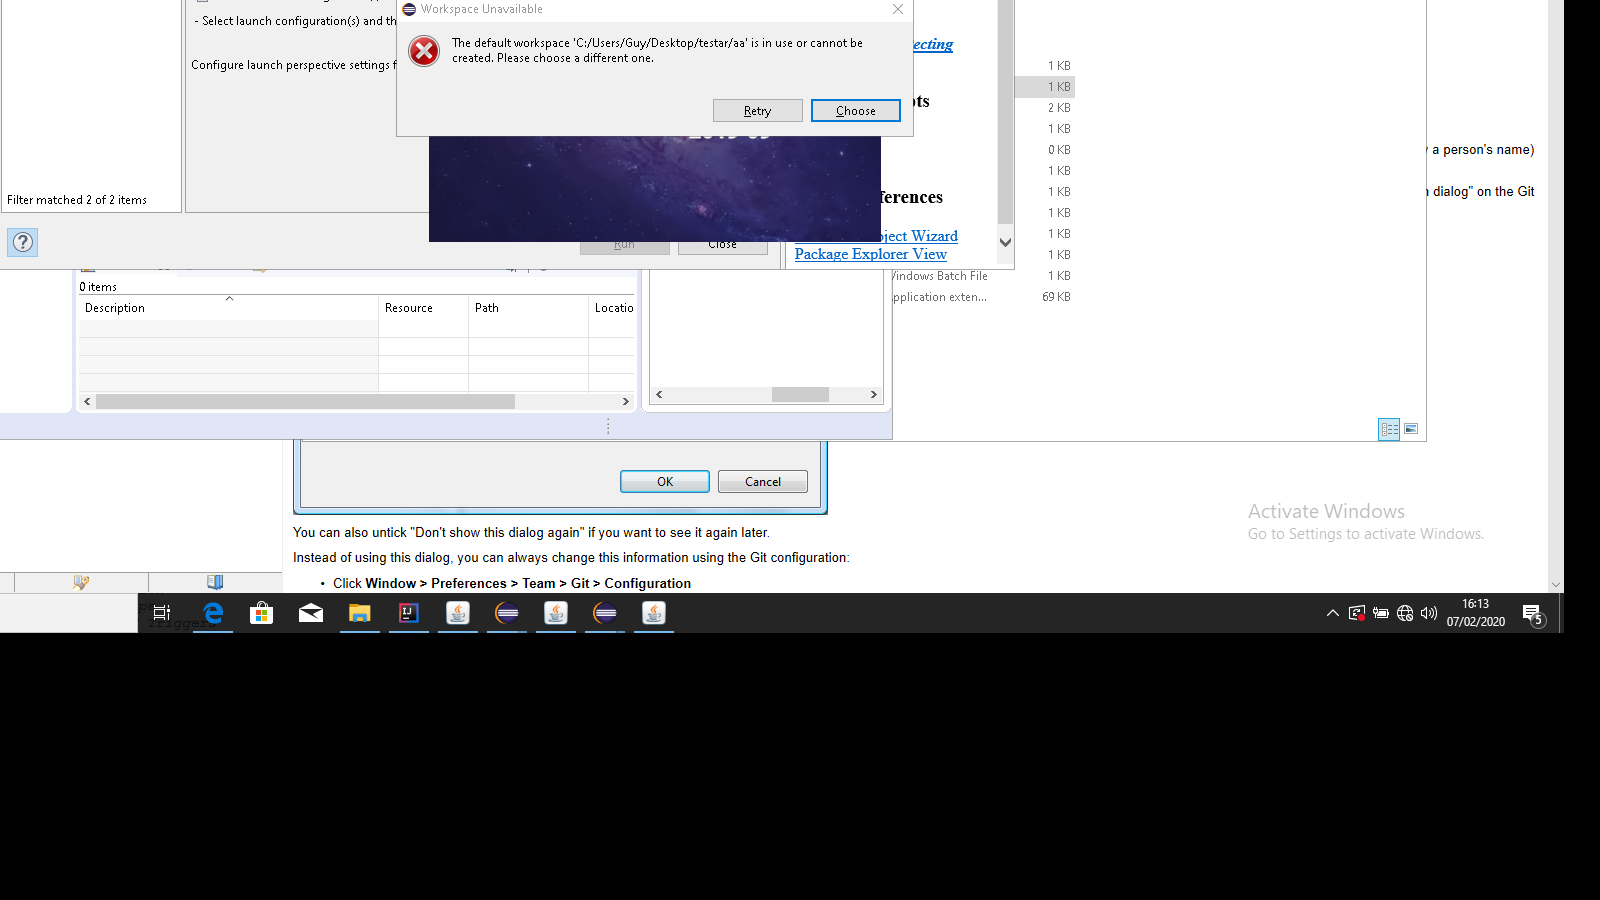 Workspace Unavailable
The default workspace 'C:/Users/Guy/Desktop/testar/aa' is in use or cannot be
created. Please choose a different one.
Retry
Choose
- Select launch configuration(s) and th
Configure launch perspective settings f
Filter matched 2 of 2 items
Run
Close
ecting
ots
ferences
oject Wizard
Package Explorer View
1 KB
1 KB
2 KB
1 KB
0 KB
1 KB
1 KB
1 KB
1 KB
1 KB
indows Batch File
1 KB
pplication exten...
69 KB
y a person's name)
dialog" on the Git
0 items
Description
Resource
Path
Locatio
OK
Cancel
You can also untick "Don't show this dialog again" if you want to see it again later.
Instead of using this dialog, you can always change this information using the Git configuration:
• Click Window > Preferences > Team > Git > Configuration
Activate Windows
Go to Settings to activate Windows.
Triggers
IJ
16:13
07/02/2020
5